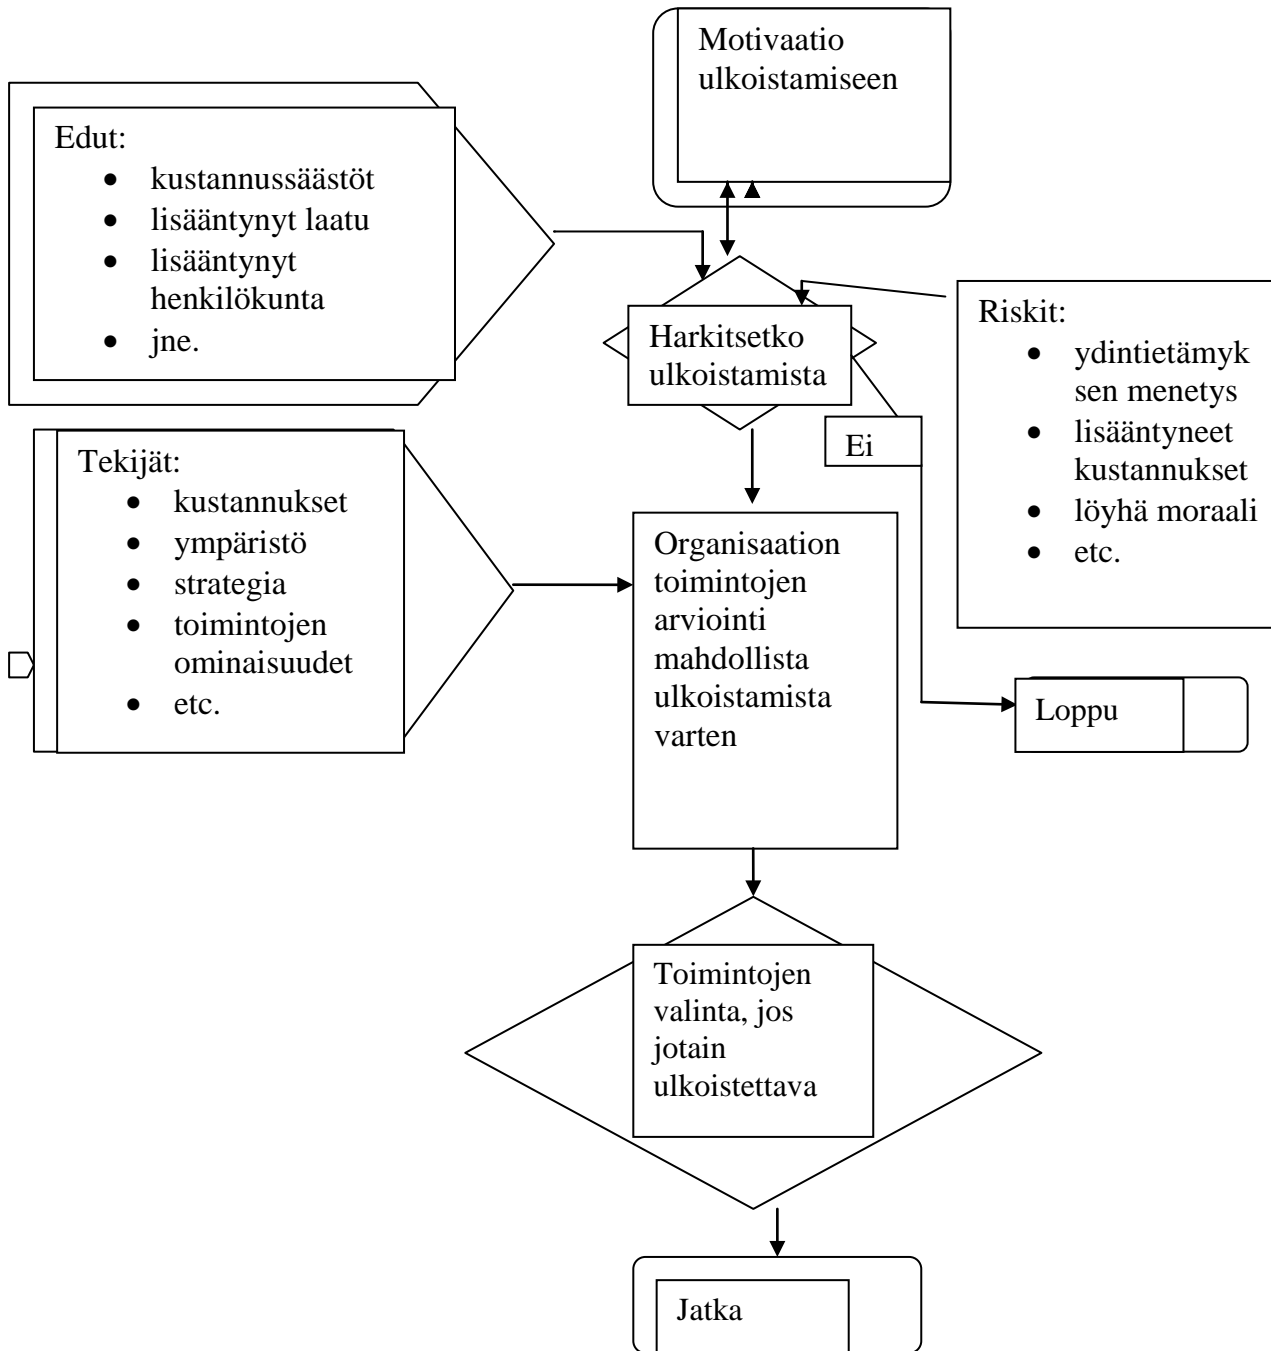 Motivaatio
ulkoistamiseen
Edut:
• kustannussäästöt
• lisääntynyt laatu
• lisääntynyt
henkilökunta
• jne.
Harkitsetko
ulkoistamista
Riskit:
• ydintietämyk
sen menetys
• lisääntyneet
kustannukset
• löyhä moraali
• etc.
Ei
Tekijät:
• kustannukset
• ympäristö
• strategia
• toimintojen
ominaisuudet
• etc.
Organisaation
toimintojen
arviointi
mahdollista
ulkoistamista
varten
Loppu
Toimintojen
valinta, jos
jotain
ulkoistettava
Jatka